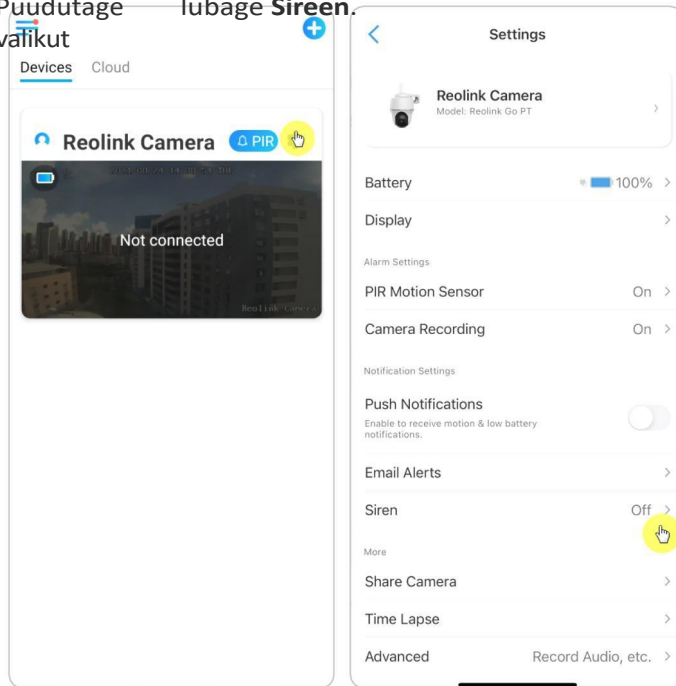 Puudutage lubage Sireen.
valikut
Devices Cloud
Reolink Camera PIR
Not connected
Reolink Camera
Settings
Reolink Camera
Model: Reolink Go PT
Battery 100%
Display
Alarm Settings
PIR Motion Sensor On
Camera Recording On
Notification Settings
Push Notifications
Enable to receive motion & low battery
notifications.
Email Alerts
Siren Off
More
Share Camera
Time Lapse
Advanced Record Audio, etc.